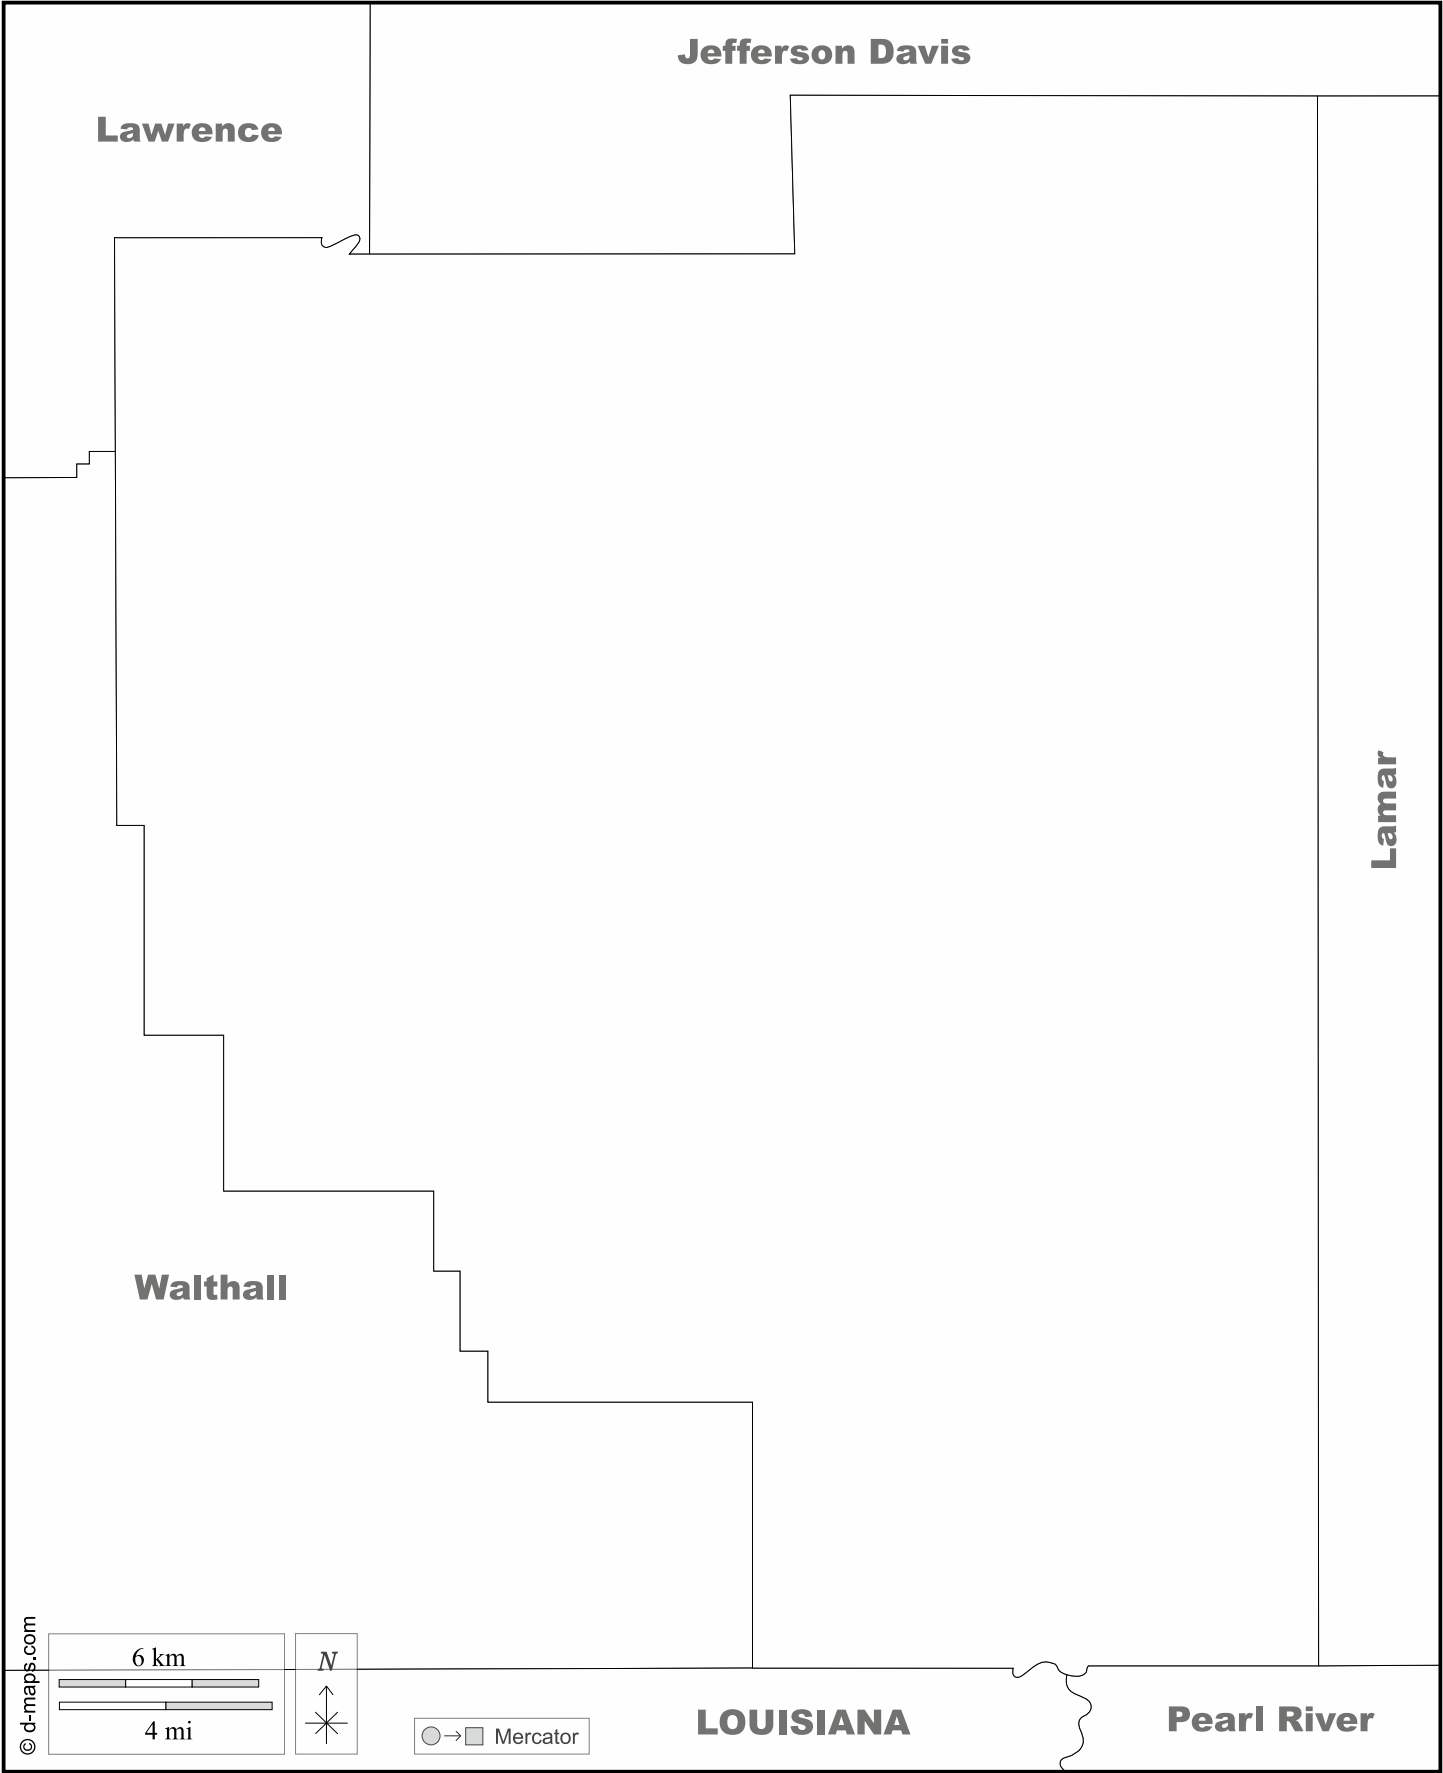 Jefferson Davis
Lawrence
Lamar
Walthall
© d-maps.com
6 km
4 mi
N
Mercator
LOUISIANA
Pearl River